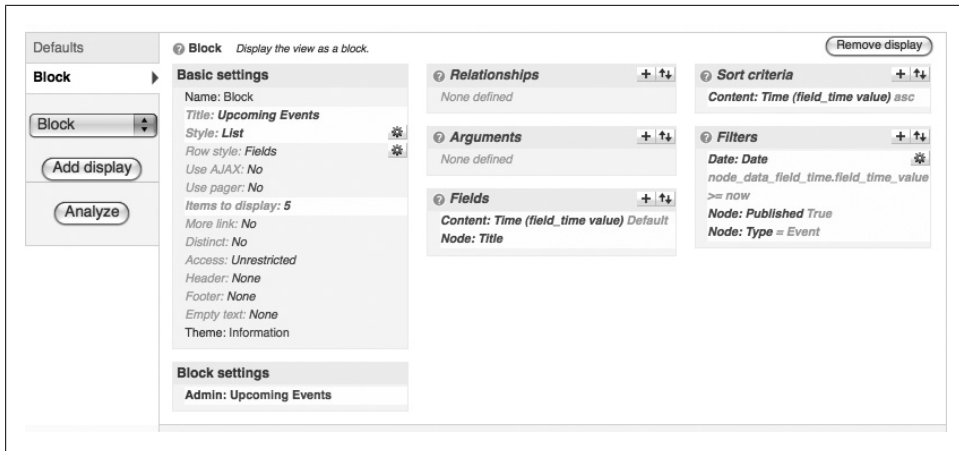 Defaults
Block
Block
Add display
Analyze
Block Display the view as a block.
Remove display
Basic settings
Name: Block
Title: Upcoming Events
Style: List
Row style: Fields
Use AJAX: No
Use pager: No
Items to display: 5
More link: No
Distinct: No
Access: Unrestricted
Header: None
Footer: None
Empty text: None
Theme: Information
Block settings
Admin: Upcoming Events
Relationships
None defined
Arguments
None defined
Fields
Content: Time (field_time value) Default
Node: Title
Sort criteria
Content: Time (field_time value) asc
Filters
Date: Date
node_data_field_time.field_time_value
>= now
Node: Published True
Node: Type = Event